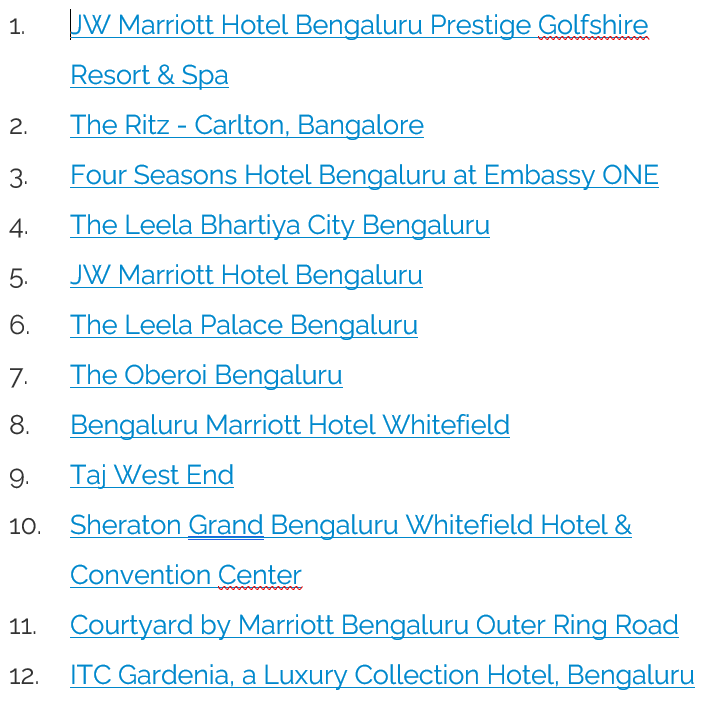 1. JW Marriott Hotel Bengaluru Prestige Golfshire
Resort & Spa
2. The Ritz - Carlton, Bangalore
3. Four Seasons Hotel Bengaluru at Embassy ONE
4. The Leela Bhartiya City Bengaluru
5. JW Marriott Hotel Bengaluru
6. The Leela Palace Bengaluru
7. The Oberoi Bengaluru
8. Bengaluru Marriott Hotel Whitefield
9. Taj West End
10. Sheraton Grand Bengaluru Whitefield Hotel &
Convention Center
11. Courtyard by Marriott Bengaluru Outer Ring Road
12. ITC Gardenia, a Luxury Collection Hotel, Bengaluru